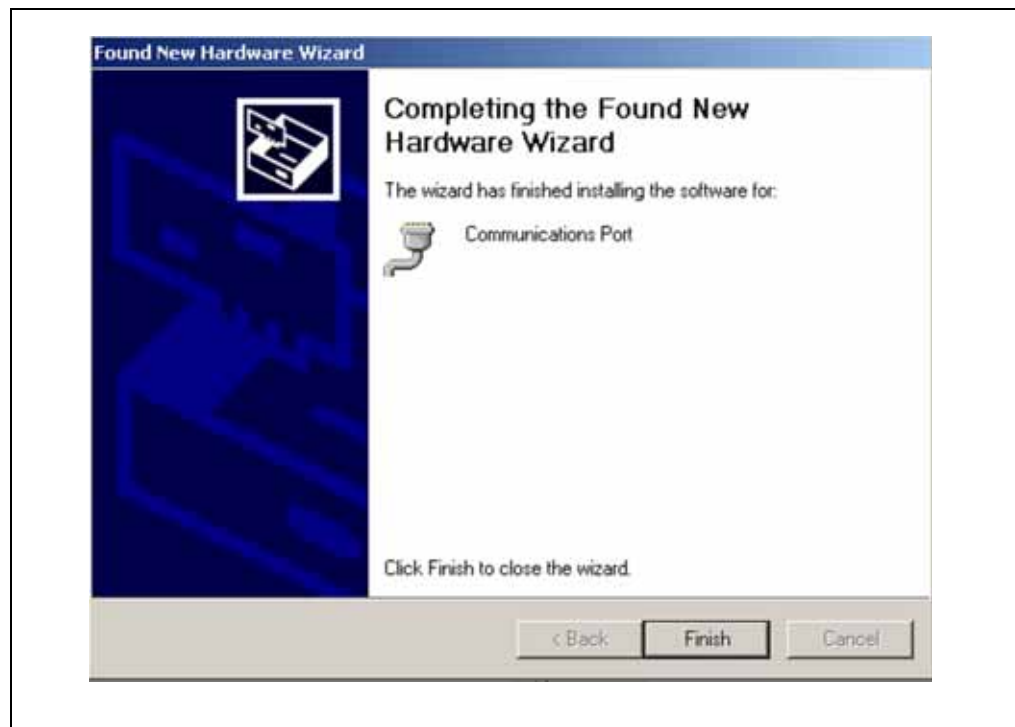 Found New Hardware Wizard
Completing the Found New
Hardware Wizard
The wizard has finished installing the software for:
Communications Port
Click Finish to close the wizard.
< Back
Finish
Cancel